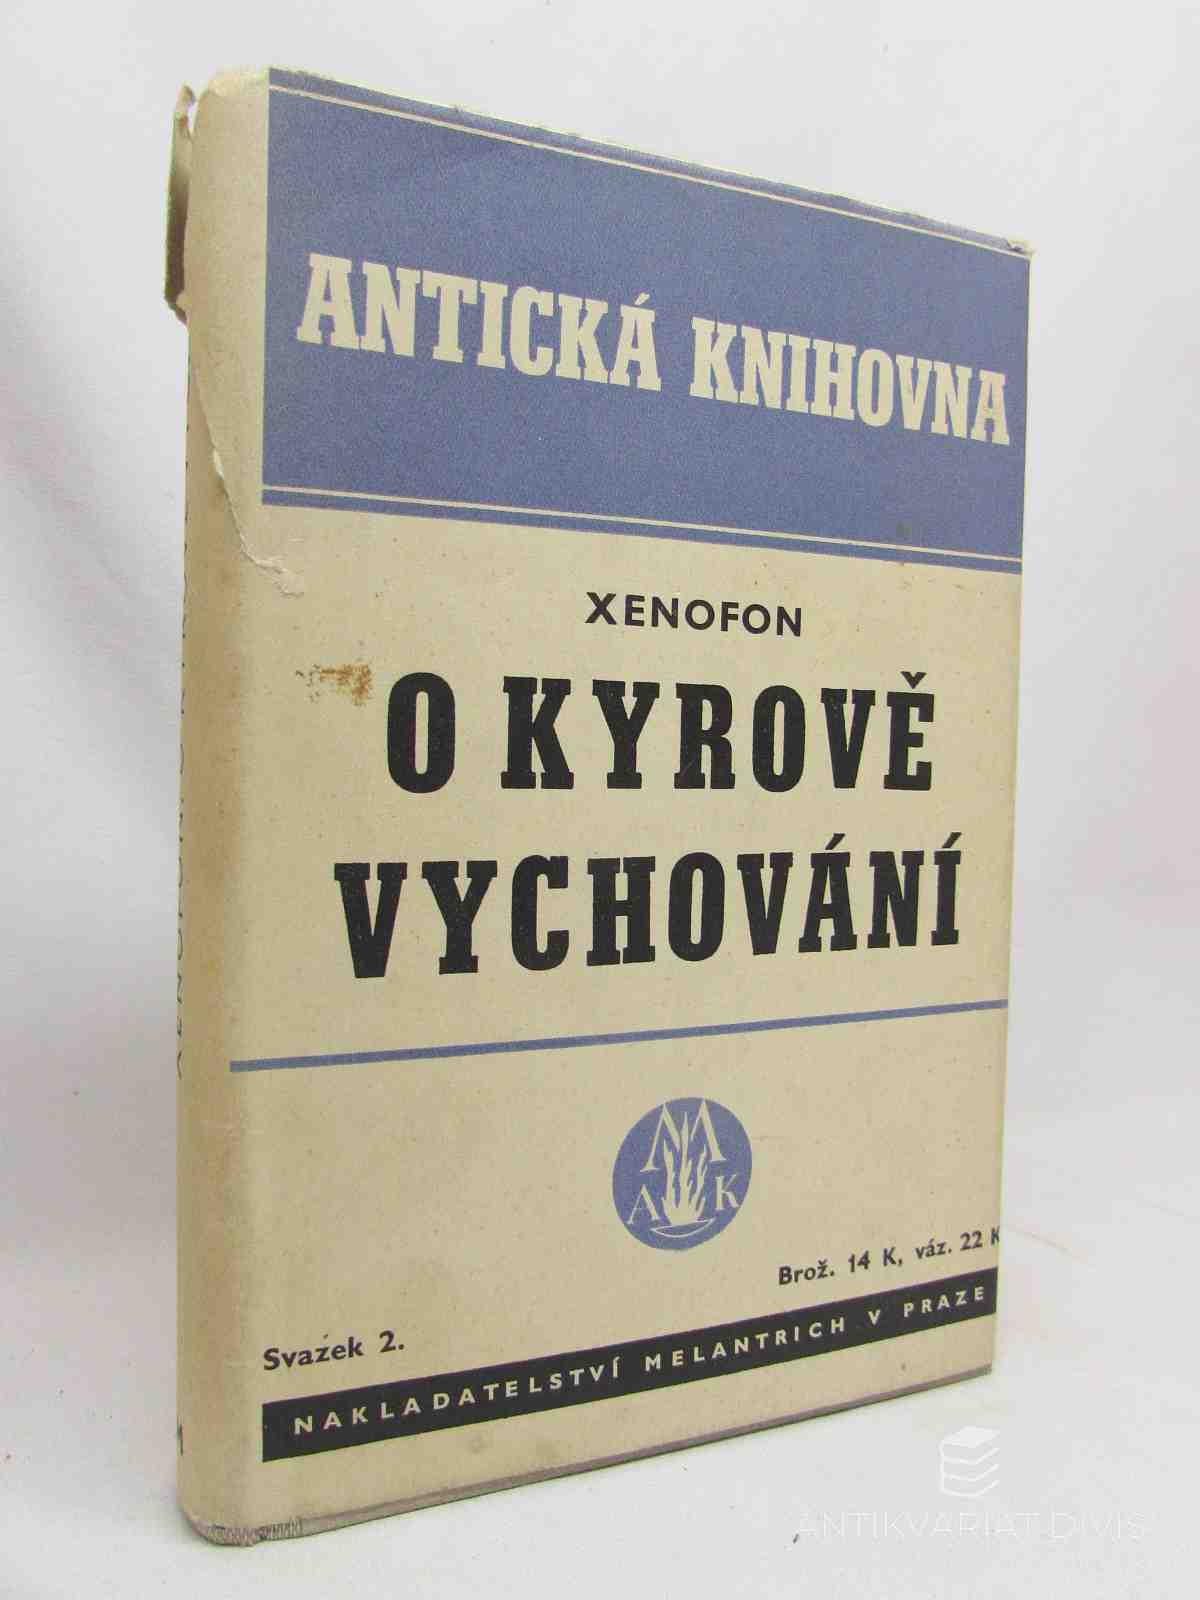 ANTICKÁ KNIHOVNA
XENOFON
O KYROVĚ
VYCHOVÁNÍ
M
A K
Brož. 14 K, váz. 22 K
Svazek 2.
NAKLADATELSTVÍ MELANTRICH V PRAZE
ANTIKVARIAT DIVIS